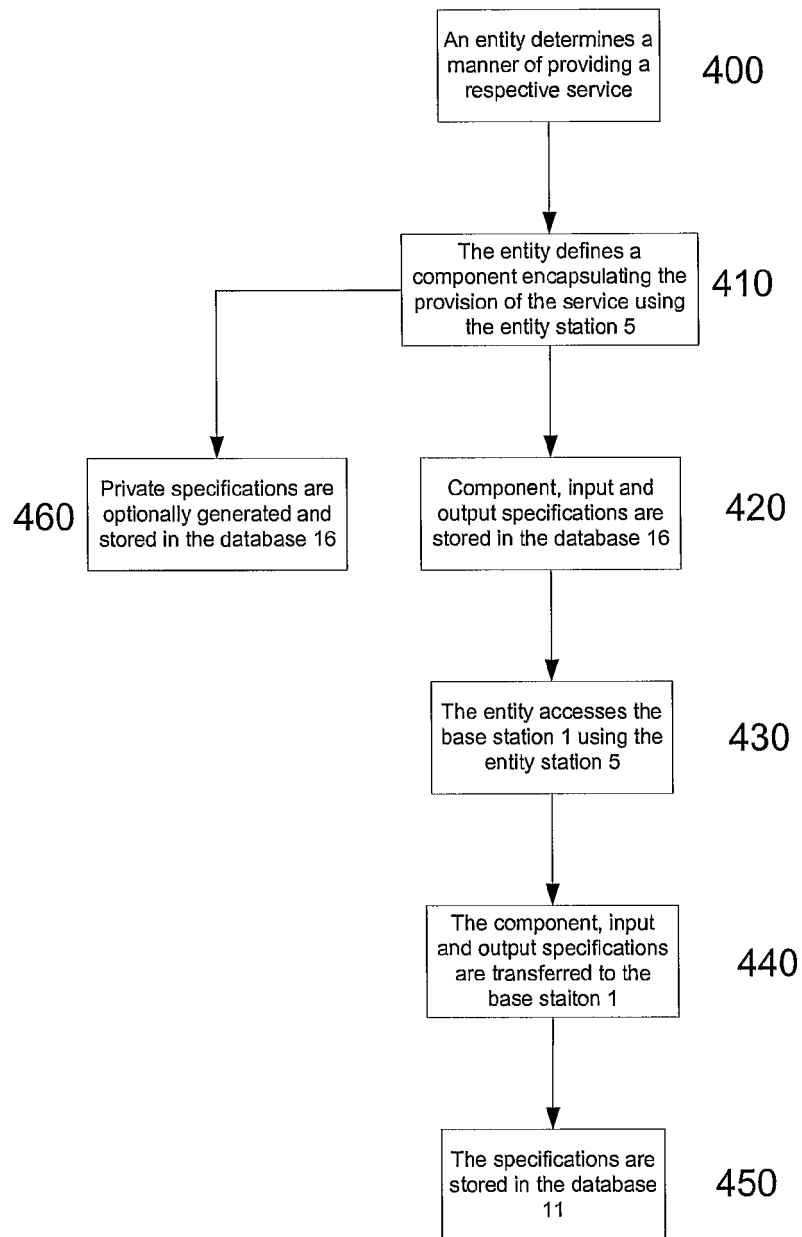 An entity determines a
manner of providing a
respective service
400
The entity defines a
component encapsulating the
provision of the service using
the entity station 5
410
460
Private specifications are
optionally generated and
stored in the database 16
Component, input and
output specifications are
stored in the database 16
420
The entity accesses the
base station 1 using the
entity station 5
430
The component, input
and output specifications
are transferred to the
base staiton 1
440
The specifications are
stored in the database
11
450